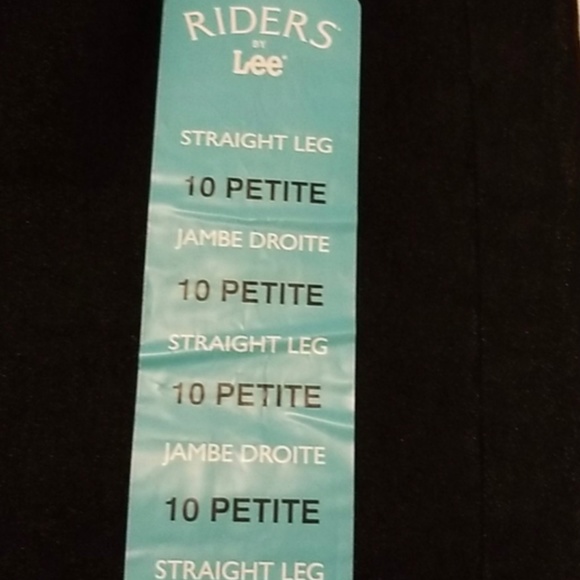 RIDERS
BY
Lee®
STRAIGHT LEG
10 PETITE
JAMBE DROITE
10 PETITE
STRAIGHT LEG
10 PETITE
JAMBE DROITE
10 PETITE
STRAIGHT LEG